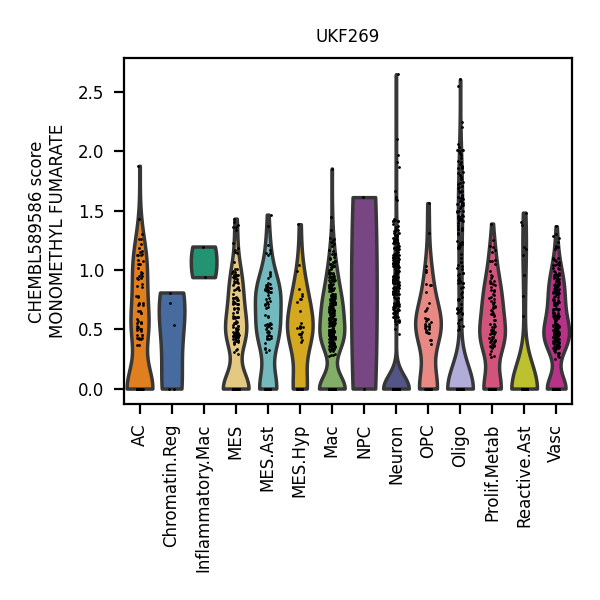 UKF269
CHEMBL589586 score
MONOMETHYL FUMARATE
2.5
2.0
1.5
1.0
0.5
0.0
AC
Chromatin.Reg
Inflammatory.Mac
MES
MES.Ast
MES.Hyp
Mac
NPC
Neuron
OPC
Oligo
Prolif.Metab
Reactive.Ast
Vasc